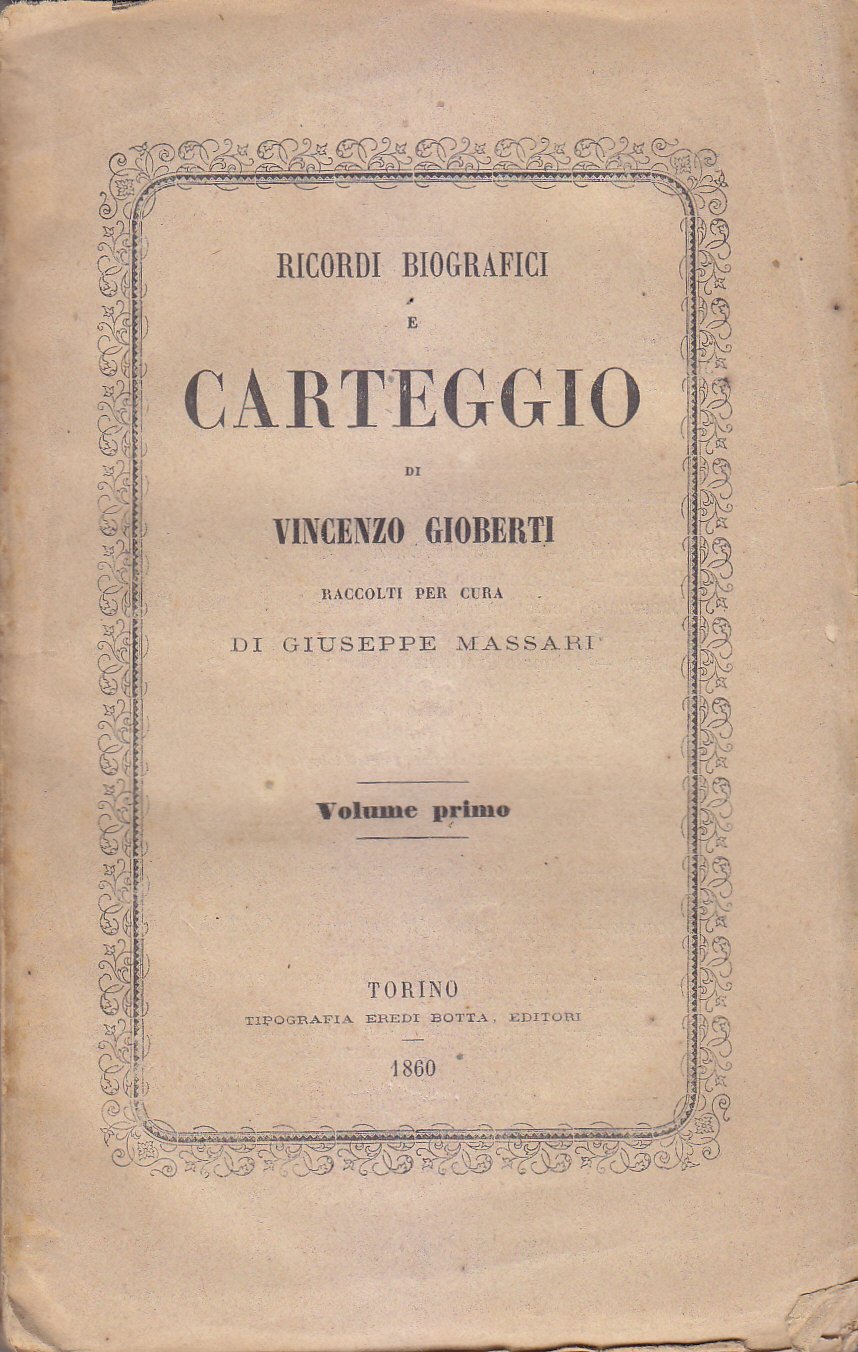 RICORDI BIOGRAFICI
E
CARTEGGIO
DI
VINCENZO GIOBERTI
RACCOLTI PER CURA
DI GIUSEPPE MASSARI
Volume primo
TORINO
TIPOGRAFIA EREDI BOTTA, EDITORI
1860